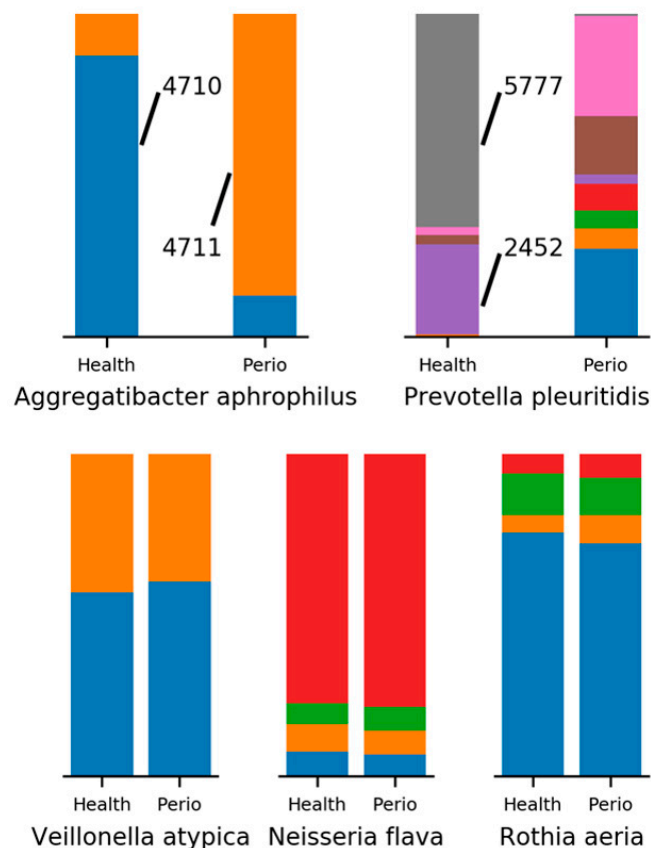 4710
4711
Health
Perio
Aggregatibacter aphrophilus
5777
2452
Health
Perio
Prevotella pleuritidis
Health
Perio
Veillonella atypica
Health
Perio
Neisseria flava
Health
Perio
Rothia aeria